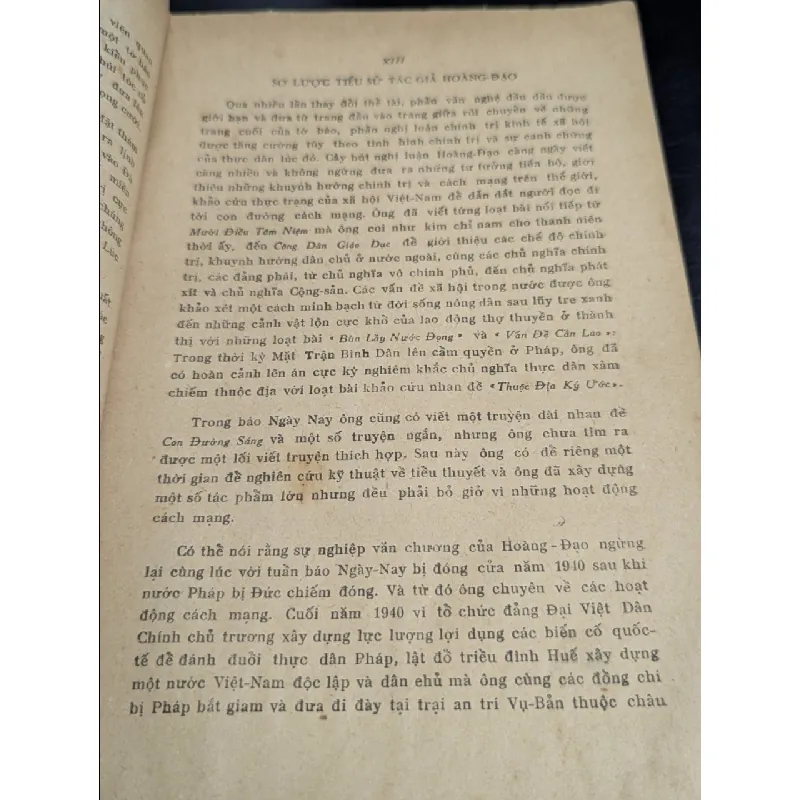 viên quan
một tờ báo
kiến phạt
bút tóc sổ
đưa lên
ọng cười
ra linh
vào Đỏ
miền
ị cực
chúng
hóng
Lúc
XIII
SƠ LƯỢC TIỂU SỬ TÁC GIẢ HOÀNG-ĐẠO
Qua nhiều lần thay đổi thể tài, phần văn nghệ dần dần được
giới hạn và đưa từ trang đầu vào trang giữa rồi chuyển về những
trang cuối của tờ báo, phần nghị luận chính trị kinh tế xã hội
được tăng cường tùy theo tình hình chính trị và sự canh chừng
của thực dân lúc đó. Cây bút nghị luận Hoàng-Đạo càng ngày viết
càng nhiều và không ngừng đưa ra những tư tưởng tiến bộ, giới
thiệu những khuynh hướng chính trị và cách mạng trên thế giới,
khảo cứu thực trạng của xã hội Việt-Nam để dẫn dắt người đọc đi
tới con đường cách mạng. Ông đã viết từng loạt bài nối tiếp từ
Mười Điều Tâm Niệm mà ông coi như kim chỉ nam cho thanh niên
thời ấy, đến Công Dân Giáo Dục để giới thiệu các chế độ chính
trị, khuynh hướng dân chủ ở nước ngoài, cùng các chủ nghĩa chính
trị, các đảng phái, từ chủ nghĩa vô chính phủ, đến chủ nghĩa phát
xít và chủ nghĩa Cộng-sản. Các vấn đề xã hội trong nước được ông
khảo xét một cách minh bạch từ đời sống nông dân sau lũy tre xanh
đến những cảnh vật lộn cực khổ của lao động thợ thuyền ở thành
thị với những loạt bài « Bùn Lầy Nước Đọng » và « Vấn Đề Cần Lao »:
Trong thời kỳ Mặt Trận Bình Dân lên cầm quyền ở Pháp, ông đã
có hoàn cảnh lên án cực kỳ nghiêm khắc chủ nghĩa thực dân xâm
chiếm thuộc địa với loạt bài khảo cứu nhan đề «Thuộc Địa Ký Ước».
Trong báo Ngày Nay ông cũng có viết một truyện dài nhan đề
Con Đường Sáng và một số truyện ngắn, nhưng ông chưa tìm ra
được một lối viết truyện thích hợp. Sau này ông có để riêng một
thời gian để nghiên cứu kỹ thuật về tiểu thuyết và ông đã xây dựng
một số tác phẩm lớn nhưng đều phải bỏ giở vì những hoạt động
cách mạng.
Có thể nói rằng sự nghiệp văn chương của Hoàng-Đạo ngừng
lại cùng lúc với tuần báo Ngày-Nay bị đóng cửa năm 1940 sau khi
nước Pháp bị Đức chiếm đóng. Và từ đó ông chuyên về các hoạt
động cách mạng. Cuối năm 1940 vì tổ chức đảng Đại Việt Dân
Chính chủ trương xây dựng lực lượng lợi dụng các biến cố quốc-
tế để đánh đuổi thực dân Pháp, lật đổ triều đình Huế xây dựng
một nước Việt-Nam độc lập và dân chủ mà ông cùng các đồng chí
bị Pháp bắt giam và đưa đi đày tại trại an trí Vụ-Bản thuộc châu